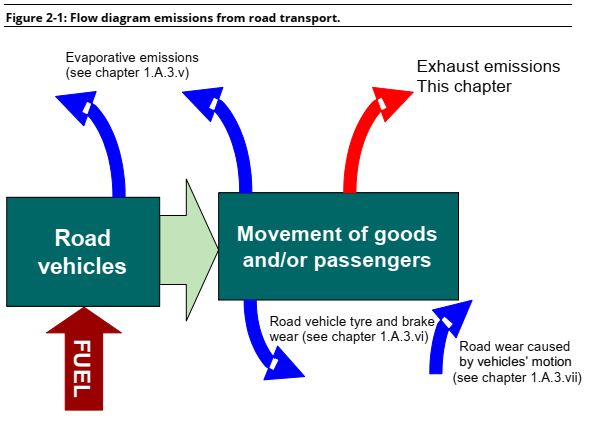 Figure 2-1: Flow diagram emissions from road transport.
Evaporative emissions
(see chapter 1.A.3.v)
Exhaust emissions
This chapter
Road
vehicles
Movement of goods
and/or passengers
FUEL
Road vehicle tyre and brake
wear (see chapter 1.A.3.vi)
Road wear caused
by vehicles' motion
(see chapter 1.A.3.vii)